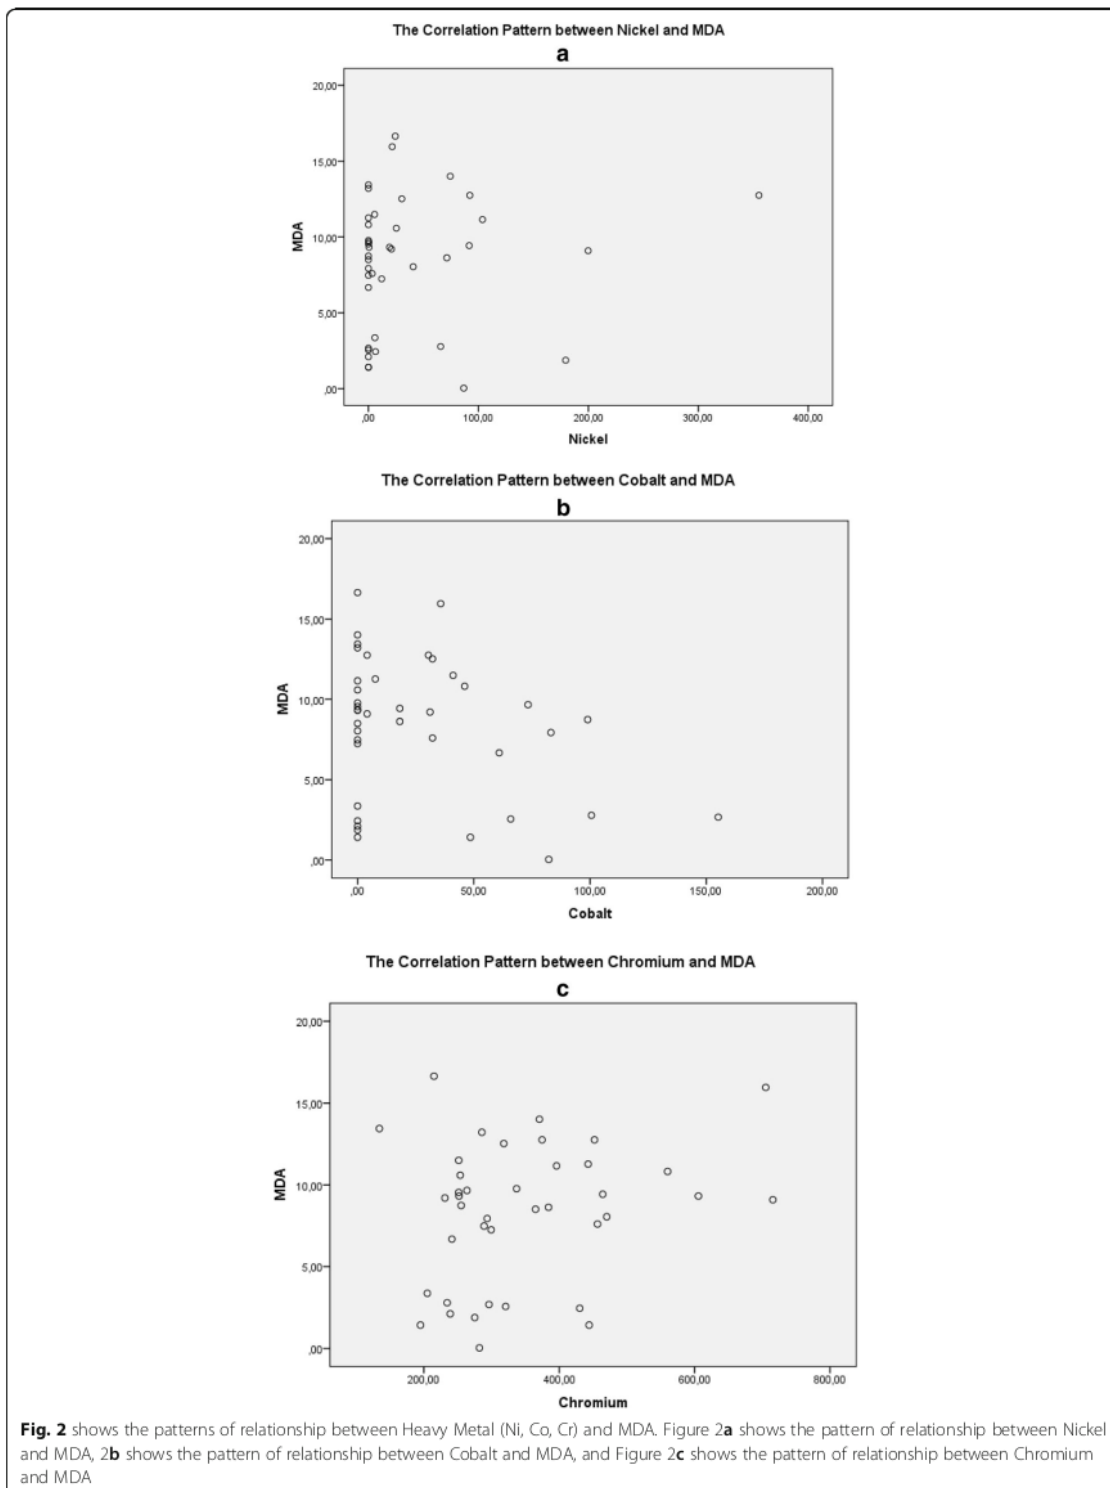 The Correlation Pattern between Nickel and MDA
a
20,00
15,00
10,00
5,00
,00
MDA
,00 100,00 200,00 300,00 400,00
Nickel
The Correlation Pattern between Cobalt and MDA
b
20,00
15,00
10,00
5,00
,00
MDA
,00 50,00 100,00 150,00 200,00
Cobalt
The Correlation Pattern between Chromium and MDA
c
20,00
15,00
10,00
5,00
,00
MDA
200,00 400,00 600,00 800,00
Chromium
Fig. 2 shows the patterns of relationship between Heavy Metal (Ni, Co, Cr) and MDA. Figure 2a shows the pattern of relationship between Nickel
and MDA, 2b shows the pattern of relationship between Cobalt and MDA, and Figure 2c shows the pattern of relationship between Chromium
and MDA